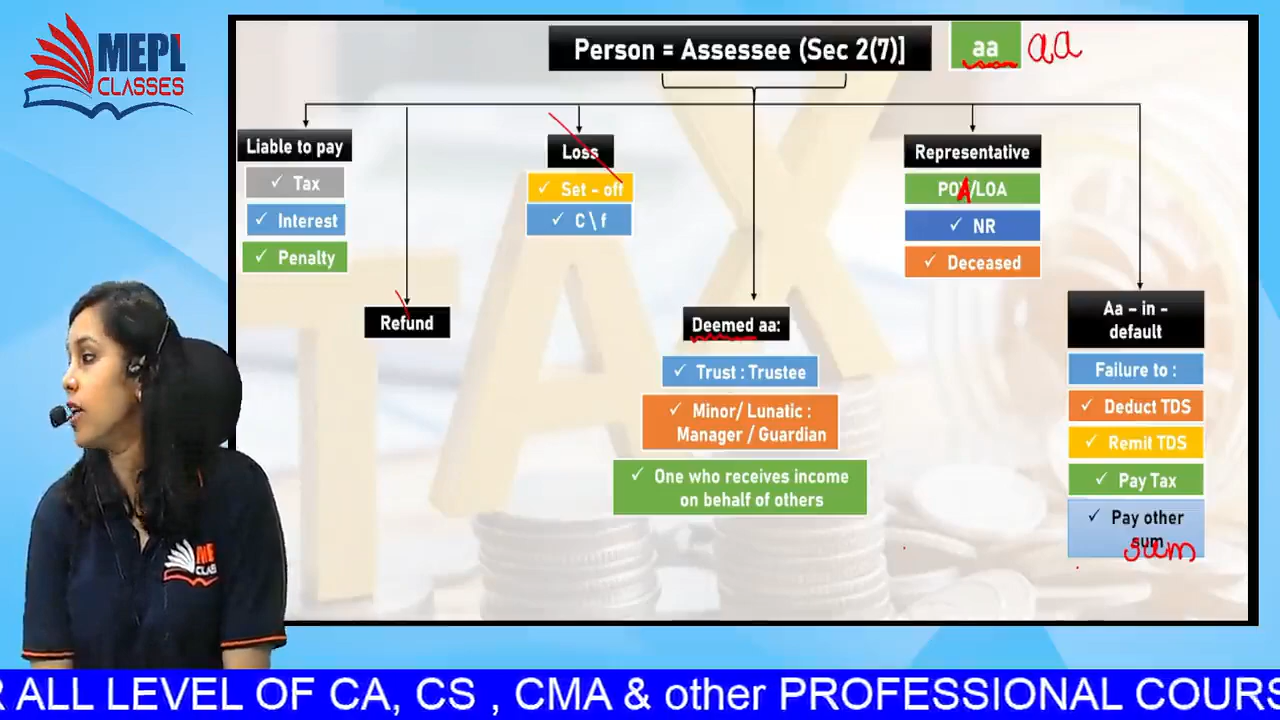 MEPL
CLASSES
Person = Assessee (Sec 2(7)]
aa
aa
Liable to pay
✓ Tax
✓ Interest
✓ Penalty
Refund
Loss
✓ Set - off
✓ C\f
Deemed aa:
✓ Trust : Trustee
✓ Minor/ Lunatic :
Manager / Guardian
✓ One who receives income
on behalf of others
Representative
POA/LOA
✓ NR
✓ Deceased
Aa - in -
default
Failure to :
✓ Deduct TDS
✓ Remit TDS
✓ Pay Tax
✓ Pay other
sum
sum
R ALL LEVEL OF CA, CS , CMA & other PROFESSIONAL COURS